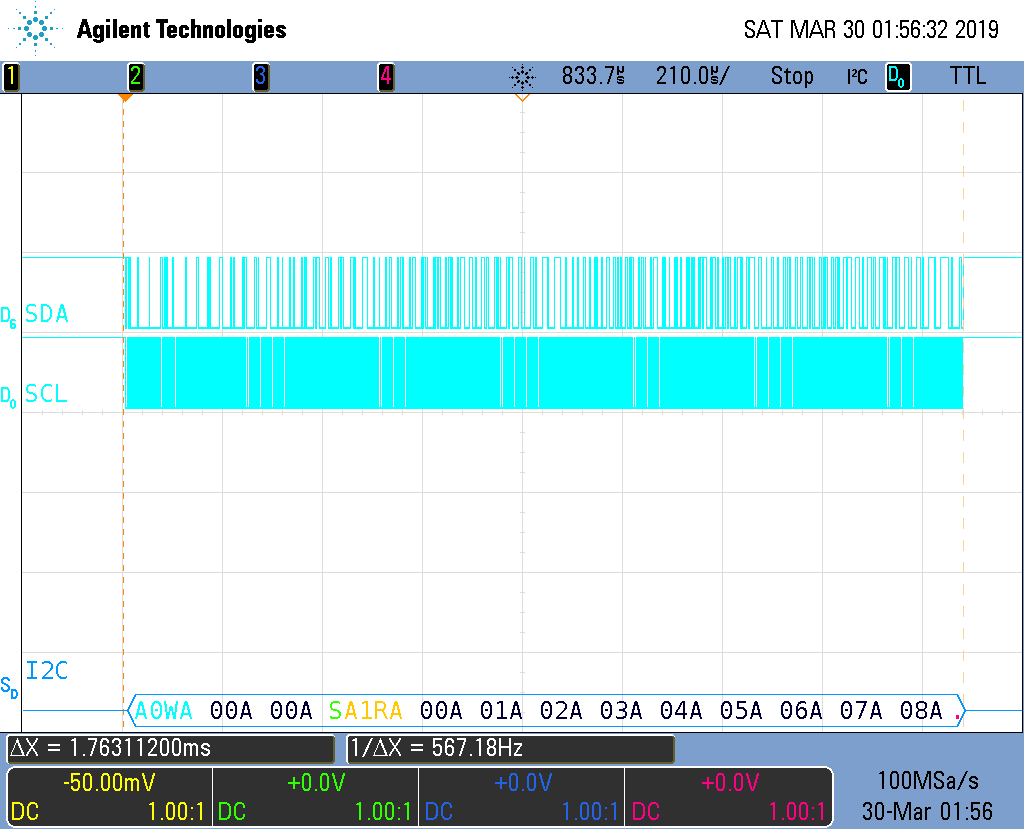 Agilent Technologies
SAT MAR 30 01:56:32 2019
1 2 3 4 833.7µs 210.0µs/ Stop I²C D0 TTL
D6 SDA
D0 SCL
I2C
SD
A0WA 00A 00A SA1RA 00A 01A 02A 03A 04A 05A 06A 07A 08A .
ΔX = 1.76311200ms 1/ΔX = 567.18Hz
-50.00mV +0.0V +0.0V +0.0V 100MSa/s
DC 1.00:1 DC 1.00:1 DC 1.00:1 DC 1.00:1 30-Mar 01:56